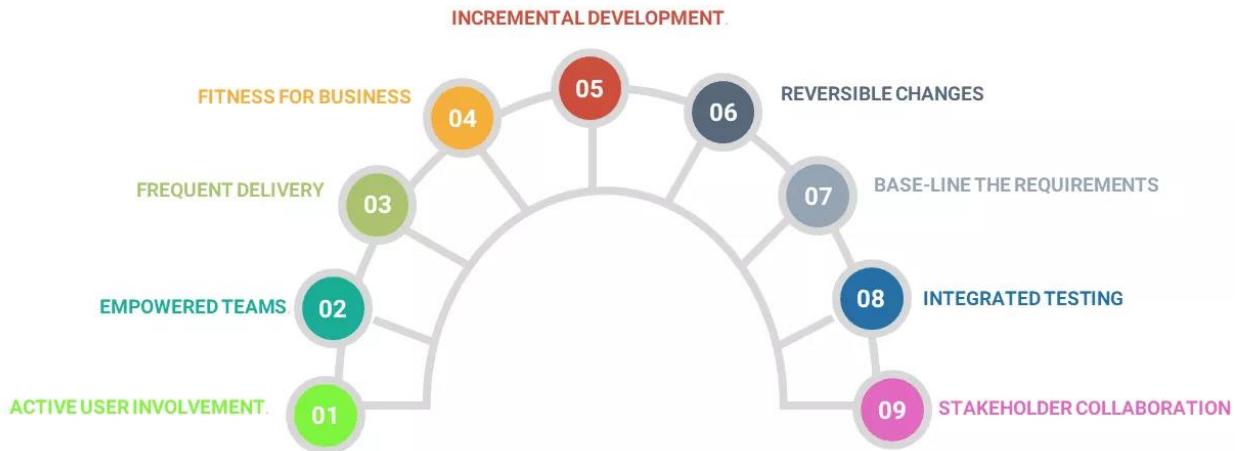 INCREMENTAL DEVELOPMENT.
05
FITNESS FOR BUSINESS
04
06
REVERSIBLE CHANGES
FREQUENT DELIVERY
03
07
BASE-LINE THE REQUIREMENTS
EMPOWERED TEAMS.
02
08
INTEGRATED TESTING
ACTIVE USER INVOLVEMENT.
01
09
STAKEHOLDER COLLABORATION